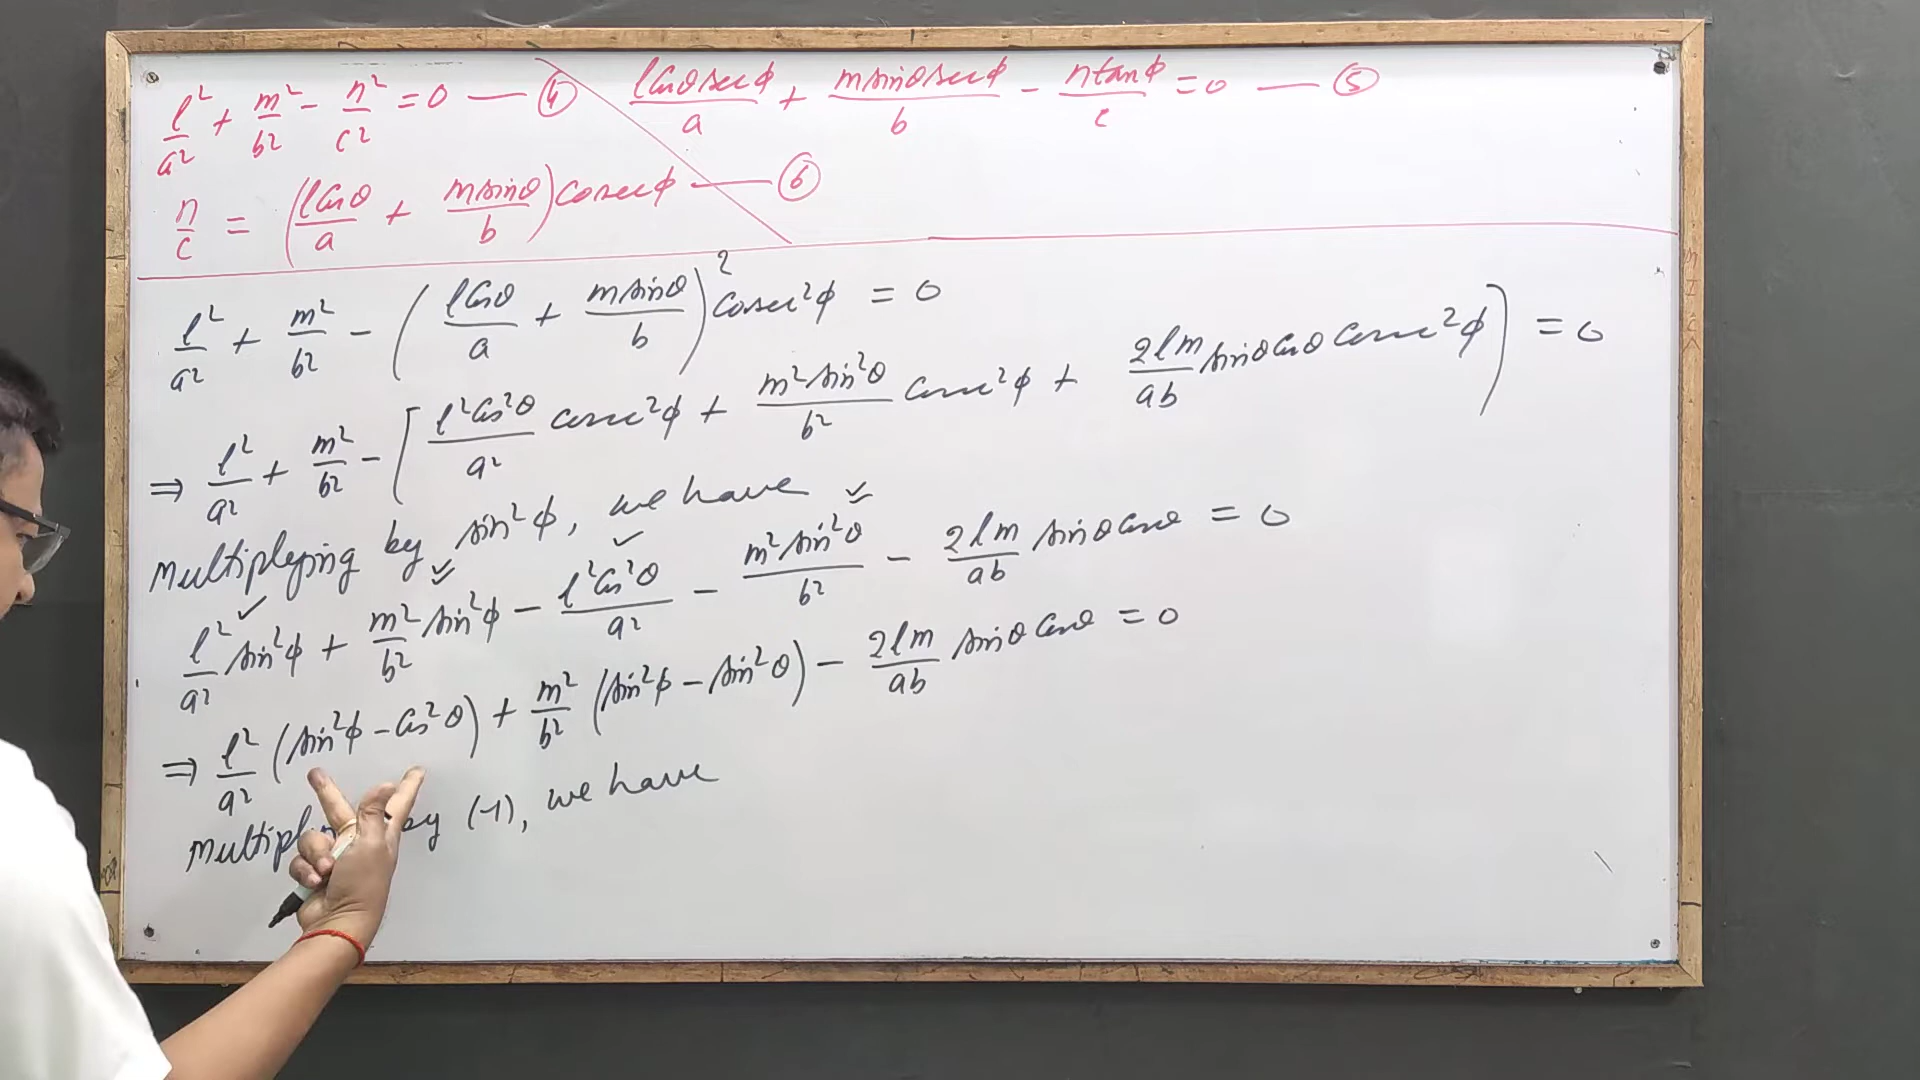 l²/a² + m²/b² - n²/c² = 0 — ④ lcosθsecϕ/a + msinθsecϕ/b - ntanϕ/c = 0 — ⑤
n/c = (lcosθ/a + msinθ/b) cosecϕ — ⑥
l²/a² + m²/b² - (lcosθ/a + msinθ/b)² cosec²ϕ = 0
⇒ l²/a² + m²/b² - [l²cos²θ/a² cosec²ϕ + m²sin²θ/b² cosec²ϕ + 2lm/ab sinθcosθcosec²ϕ) = 0
Multiplying by sin²ϕ, we have
l²/a² sin²ϕ + m²/b² sin²ϕ - l²cos²θ/a² - m²sin²θ/b² - 2lm/ab sinθcosθ = 0
⇒ l²/a² (sin²ϕ - cos²θ) + m²/b² (sin²ϕ - sin²θ) - 2lm/ab sinθcosθ = 0
by (-1), we have